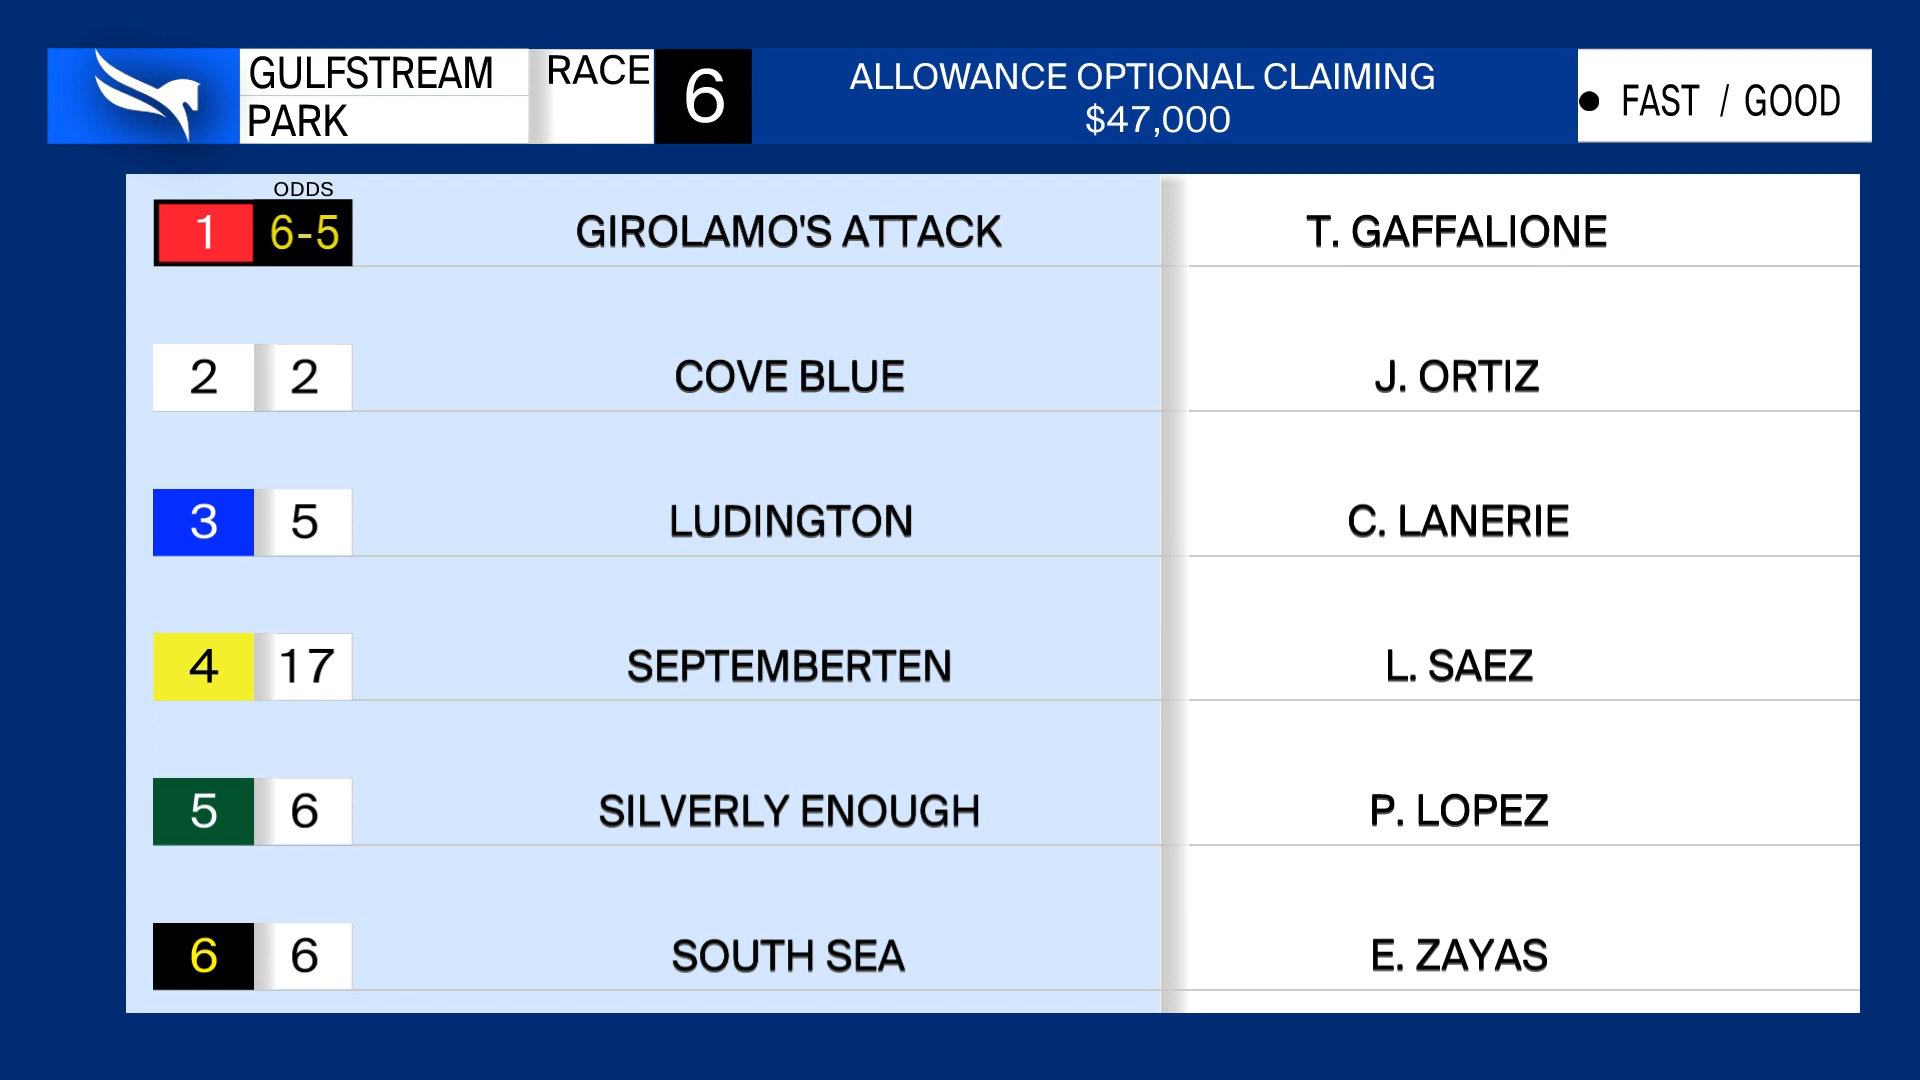 GULFSTREAM
PARK
RACE
6
ALLOWANCE OPTIONAL CLAIMING
$47,000
● FAST / GOOD
ODDS
1 6-5 GIROLAMO'S ATTACK T. GAFFALIONE
2 2 COVE BLUE J. ORTIZ
3 5 LUDINGTON C. LANERIE
4 17 SEPTEMBERTEN L. SAEZ
5 6 SILVERLY ENOUGH P. LOPEZ
6 6 SOUTH SEA E. ZAYAS